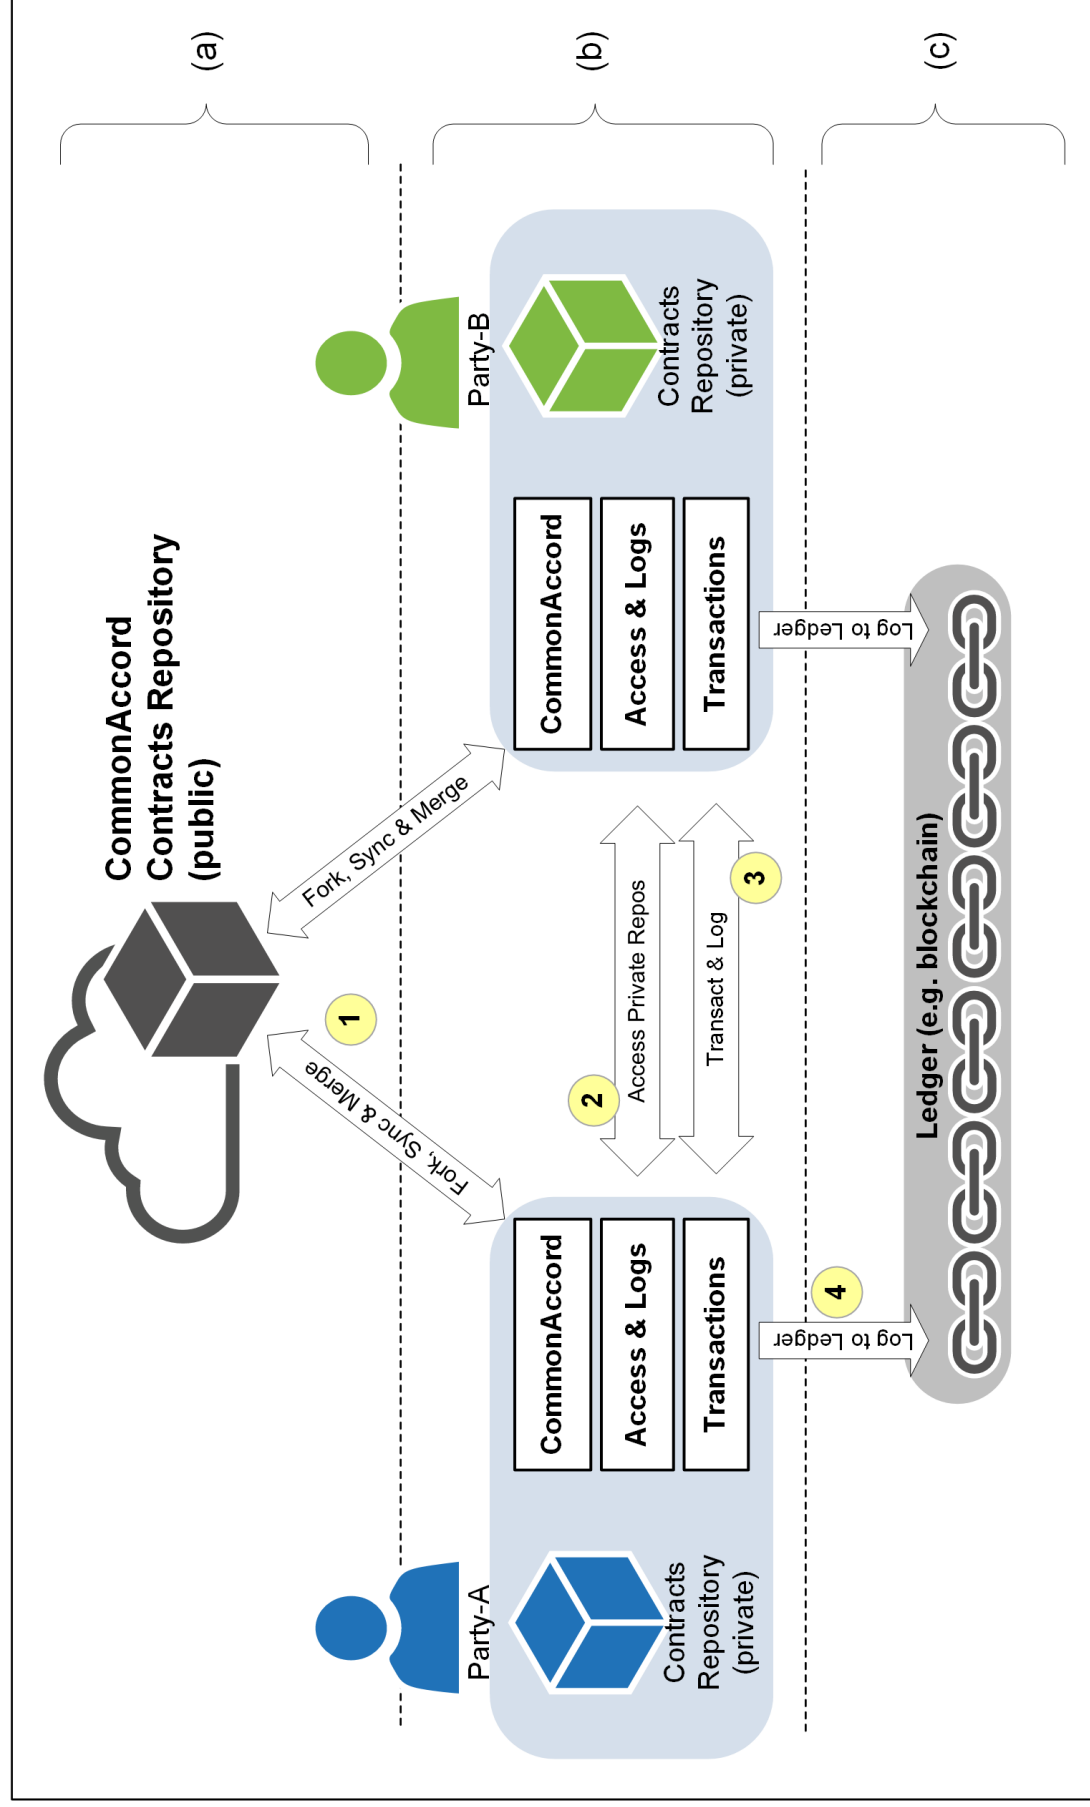 CommonAccord
Contracts Repository
(public)
(a)
Fork, Sync & Merge
1
Fork, Sync & Merge
Party-A
Party-B
(b)
Contracts
Repository
(private)
CommonAccord
Access & Logs
Transactions
2
Access Private Repos
Transact & Log
3
CommonAccord
Access & Logs
Transactions
Contracts
Repository
(private)
Log to Ledger
4
Log to Ledger
(c)
Ledger (e.g. blockchain)